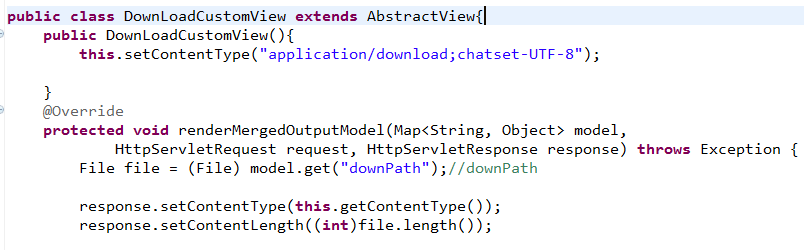 public class DownLoadCustomView extends AbstractView{
public DownLoadCustomView(){
this.setContentType("application/download;chatset-UTF-8");
}
@Override
protected void renderMergedOutputModel(Map<String, Object> model,
HttpServletRequest request, HttpServletResponse response) throws Exception {
File file = (File) model.get("downPath");//downPath
response.setContentType(this.getContentType());
response.setContentLength((int)file.length());